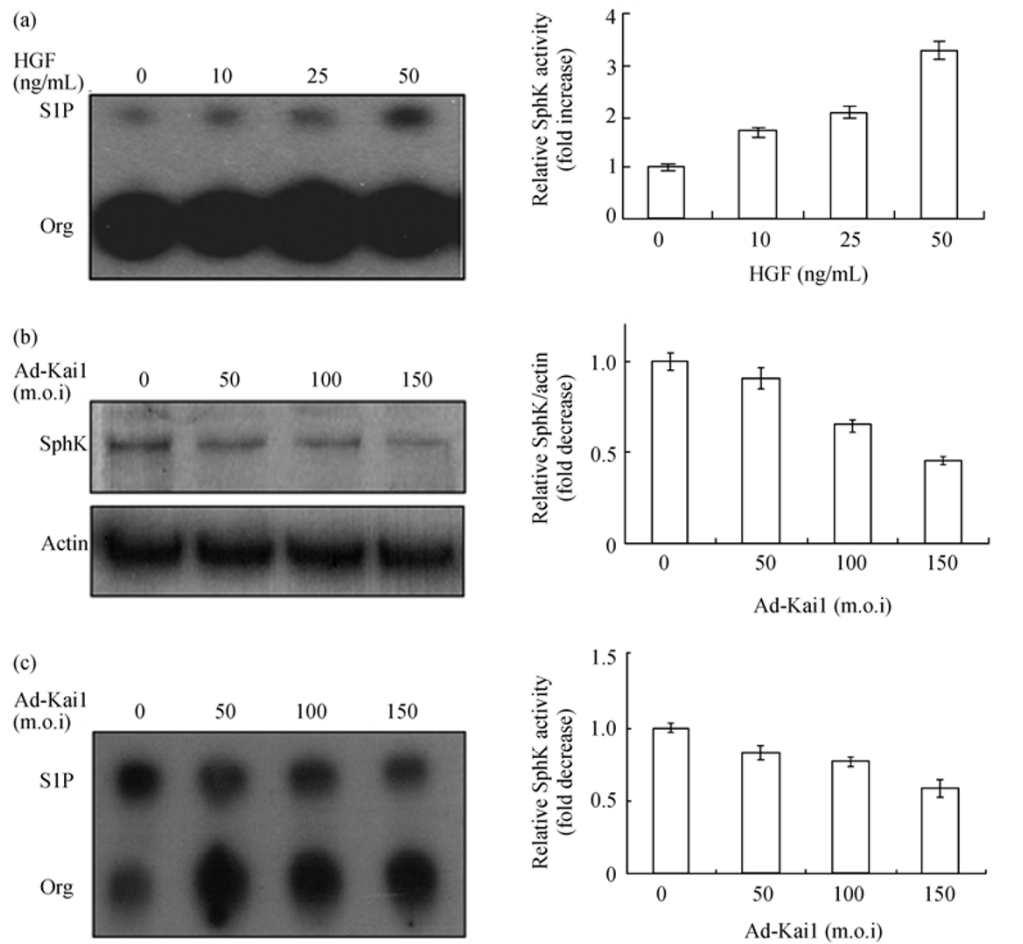 (a)
HGF
(ng/mL)
0 10 25 50
S1P
Org
Relative SphK activity
(fold increase)
4
3
2
1
0
0 10 25 50
HGF (ng/mL)
(b)
Ad-Kai1
(m.o.i)
0 50 100 150
SphK
Actin
Relative SphK/actin
(fold decrease)
1.0
0.5
0
0 50 100 150
Ad-Kai1 (m.o.i)
(c)
Ad-Kai1
(m.o.i)
0 50 100 150
S1P
Org
Relative SphK activity
(fold decrease)
1.5
1.0
0.5
0
0 50 100 150
Ad-Kai1 (m.o.i)